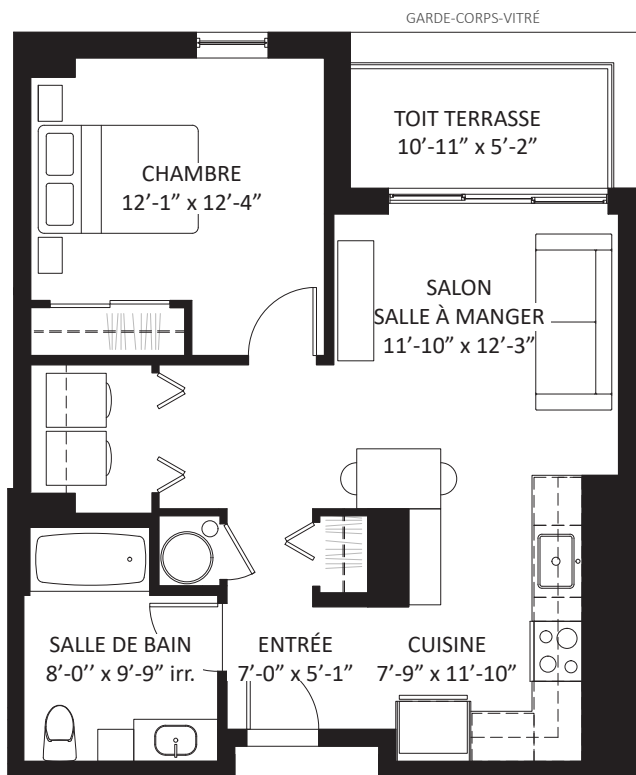 GARDE-CORPS-VITRÉ
TOIT TERRASSE
10’-11” x 5’-2”
CHAMBRE
12’-1” x 12’-4”
SALON
SALLE À MANGER
11’-10” x 12’-3”
SALLE DE BAIN
8’-0’’ x 9’-9” irr.
ENTRÉE
7’-0” x 5’-1”
CUISINE
7’-9” x 11’-10”